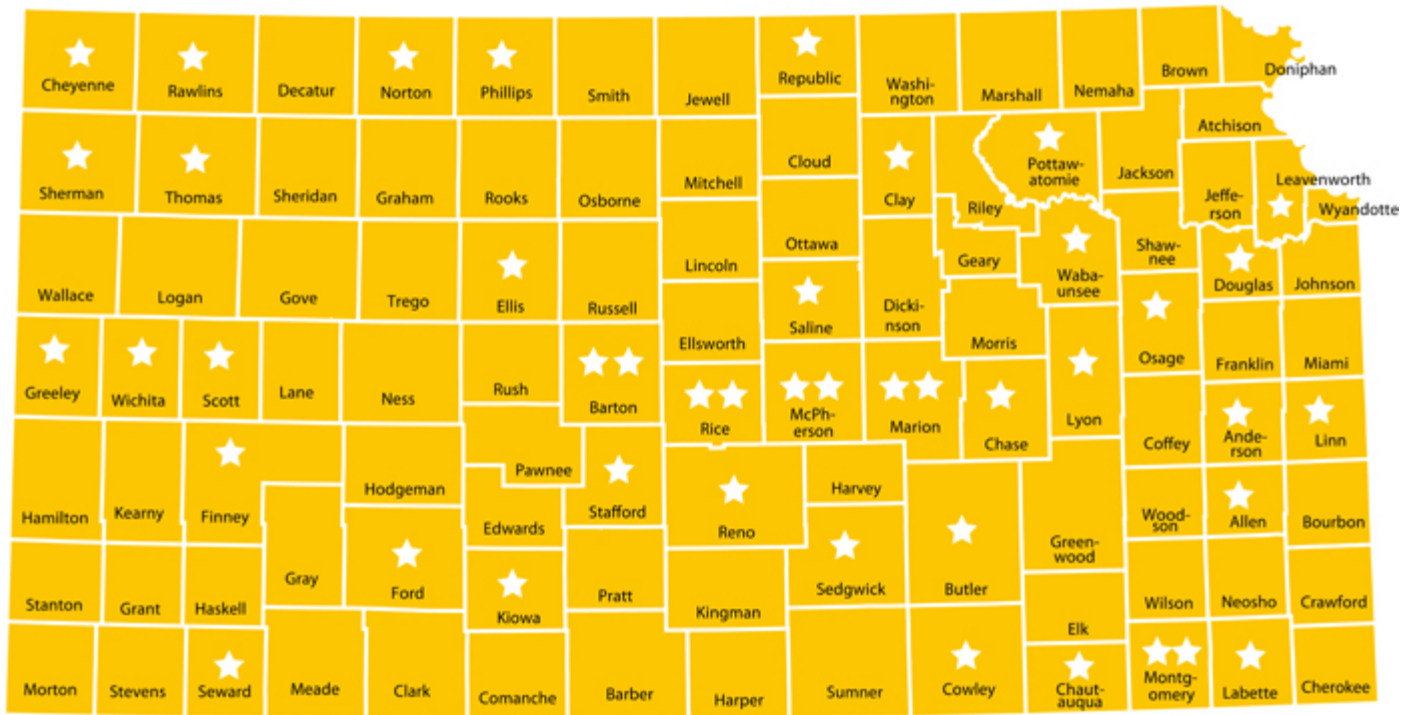 Cheyenne
Rawlins
Decatur
Norton
Phillips
Smith
Jewell
Republic
Washi-
ngton
Marshall
Nemaha
Brown
Doniphan
Sherman
Thomas
Sheridan
Graham
Rooks
Osborne
Mitchell
Cloud
Clay
Riley
Pottaw-
atomie
Jackson
Atchison
Jeffe-
rson
Leavenworth
Wyandotte
Wallace
Logan
Gove
Trego
Ellis
Russell
Lincoln
Ottawa
Saline
Dicki-
nson
Geary
Waba-
unsee
Shaw-
nee
Douglas
Johnson
Ellsworth
Morris
Osage
Franklin
Miami
Greeley
Wichita
Scott
Lane
Ness
Rush
Barton
Rice
McPh-
erson
Marion
Chase
Lyon
Coffey
Ande-
rson
Linn
Hamilton
Kearny
Finney
Hodgeman
Pawnee
Edwards
Stafford
Reno
Harvey
Sedgwick
Butler
Green-
wood
Wood-
son
Allen
Bourbon
Stanton
Grant
Haskell
Gray
Ford
Kiowa
Pratt
Kingman
Elk
Wilson
Neosho
Crawford
Morton
Stevens
Seward
Meade
Clark
Comanche
Barber
Harper
Sumner
Cowley
Chaut-
auqua
Montg-
omery
Labette
Cherokee